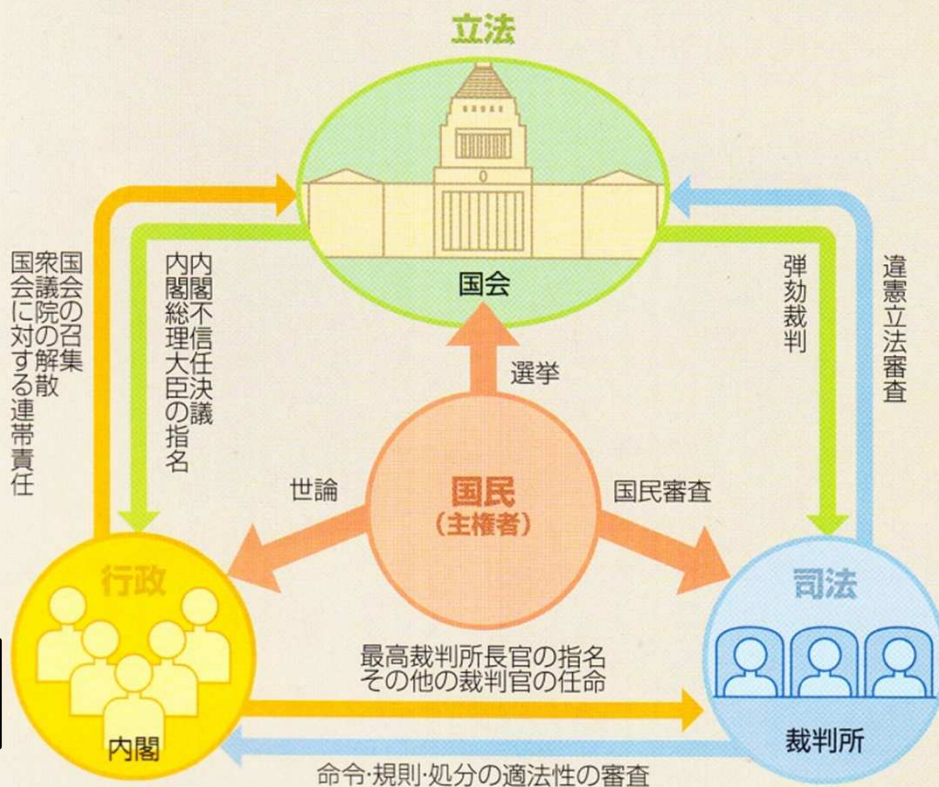 立法
国会
国会の召集
衆議院の解散
国会に対する連帯責任
内閣不信任決議
内閣総理大臣の指名
弾劾裁判
違憲立法審査
選挙
世論
国民
(主権者)
国民審査
行政
内閣
司法
裁判所
最高裁判所長官の指名
その他の裁判官の任命
命令・規則・処分の適法性の審査